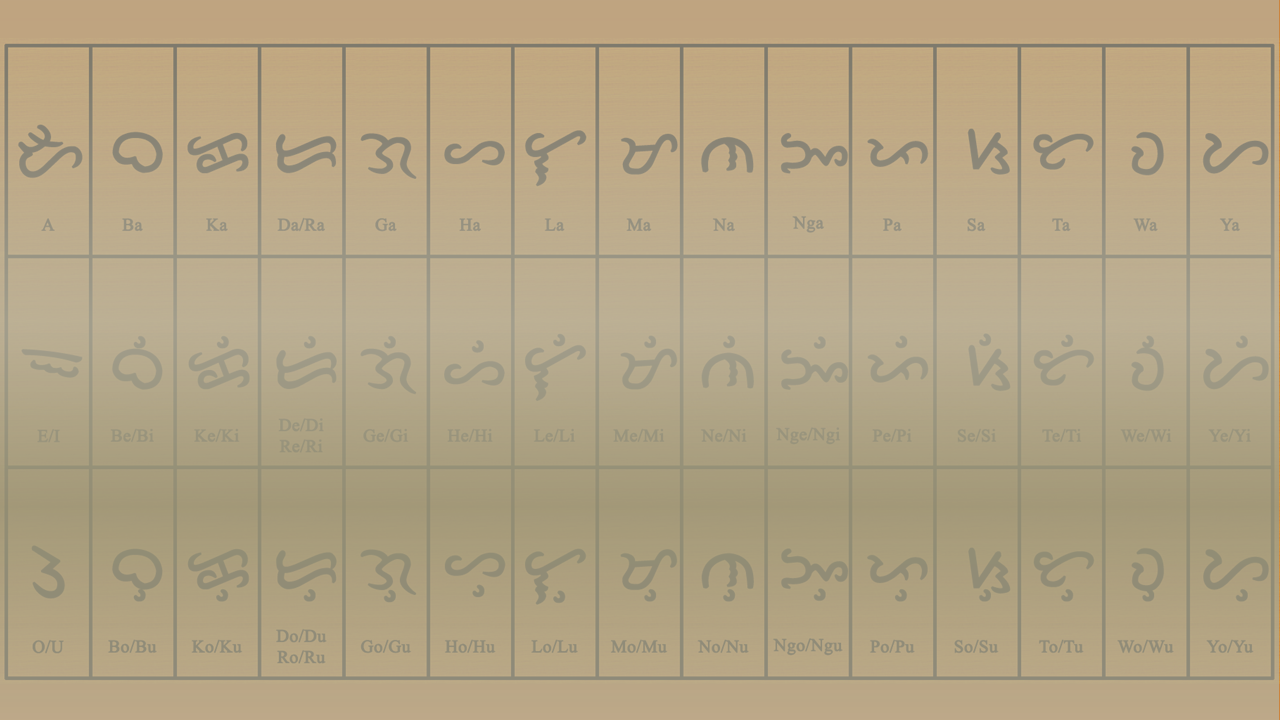 ᜀ ᜊ ᜃ ᜇ ᜄ ᜑ ᜎ ᜋ ᜈ ᜅ ᜉ ᜐ ᜆ ᜏ ᜌ
A Ba Ka Da/Ra Ga Ha La Ma Na Nga Pa Sa Ta Wa Ya
ᜁ ᜊᜒ ᜃᜒ ᜇᜒ ᜄᜒ ᜑᜒ ᜎᜒ ᜋᜒ ᜈᜒ ᜅᜒ ᜉᜒ ᜐᜒ ᜆᜒ ᜏᜒ ᜌᜒ
E/I Be/Bi Ke/Ki De/Di Re/Ri Ge/Gi He/Hi Le/Li Me/Mi Ne/Ni Nge/Ngi Pe/Pi Se/Si Te/Ti We/Wi Ye/Yi
ᜂ ᜊᜓ ᜃᜓ ᜇᜓ ᜄᜓ ᜑᜓ ᜎᜓ ᜋᜓ ᜈᜓ ᜅᜓ ᜉᜓ ᜐᜓ ᜆᜓ ᜏᜓ ᜌᜓ
O/U Bo/Bu Ko/Ku Do/Du Ro/Ru Go/Gu Ho/Hu Lo/Lu Mo/Mu No/Nu Ngo/Ngu Po/Pu So/Su To/Tu Wo/Wu Yo/Yu